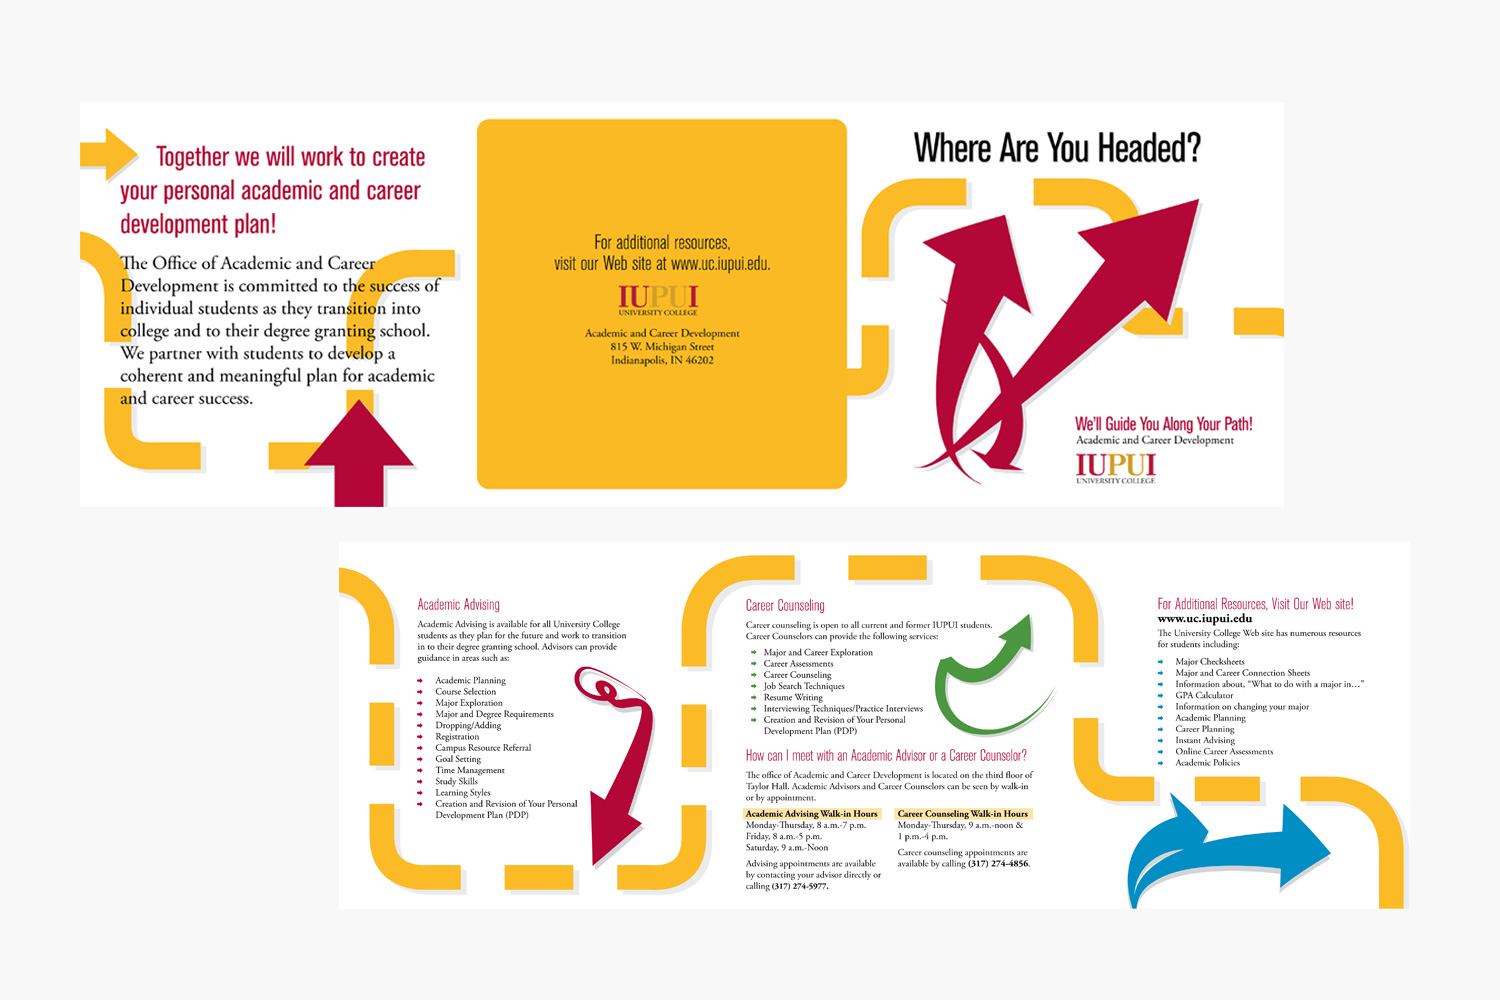 Together we will work to create
your personal academic and career
development plan!
The Office of Academic and Career
Development is committed to the success of
individual students as they transition into
college and to their degree granting school.
We partner with students to develop a
coherent and meaningful plan for academic
and career success.
For additional resources,
visit our Web site at www.uc.iupui.edu.
IUPUI
UNIVERSITY COLLEGE
Academic and Career Development
815 W. Michigan Street
Indianapolis, IN 46202
Where Are You Headed?
We'll Guide You Along Your Path!
Academic and Career Development
IUPUI
UNIVERSITY COLLEGE
Academic Advising
Academic Advising is available for all University College
students as they plan for the future and work to transition
in to their degree granting school. Advisors can provide
guidance in areas such as:
Academic Planning
Course Selection
Major Exploration
Major and Degree Requirements
Dropping/Adding
Registration
Campus Resource Referral
Goal Setting
Time Management
Study Skills
Learning Styles
Creation and Revision of Your Personal
Development Plan (PDP)
Career Counseling
Career counseling is open to all current and former IUPUI students.
Career Counselors can provide the following services:
Major and Career Exploration
Career Assessments
Career Counseling
Job Search Techniques
Resume Writing
Interviewing Techniques/Practice Interviews
Creation and Revision of Your Personal
Development Plan (PDP)
How can I meet with an Academic Advisor or a Career Counselor?
The office of Academic and Career Development is located on the third floor of
Taylor Hall. Academic Advisors and Career Counselors can be seen by walk-in
or by appointment.
Academic Advising Walk-in Hours
Monday-Thursday, 8 a.m.-7 p.m.
Friday, 8 a.m.-5 p.m.
Saturday, 9 a.m.-Noon
Advising appointments are available
by contacting your advisor directly or
calling (317) 274-5977.
Career Counseling Walk-in Hours
Monday-Thursday, 9 a.m.-noon &
1 p.m.-4 p.m.
Career counseling appointments are
available by calling (317) 274-4856.
For Additional Resources, Visit Our Web site!
www.uc.iupui.edu
The University College Web site has numerous resources
for students including:
Major Checksheets
Major and Career Connection Sheets
Information about, “What to do with a major in…”
GPA Calculator
Information on changing your major
Academic Planning
Career Planning
Instant Advising
Online Career Assessments
Academic Policies